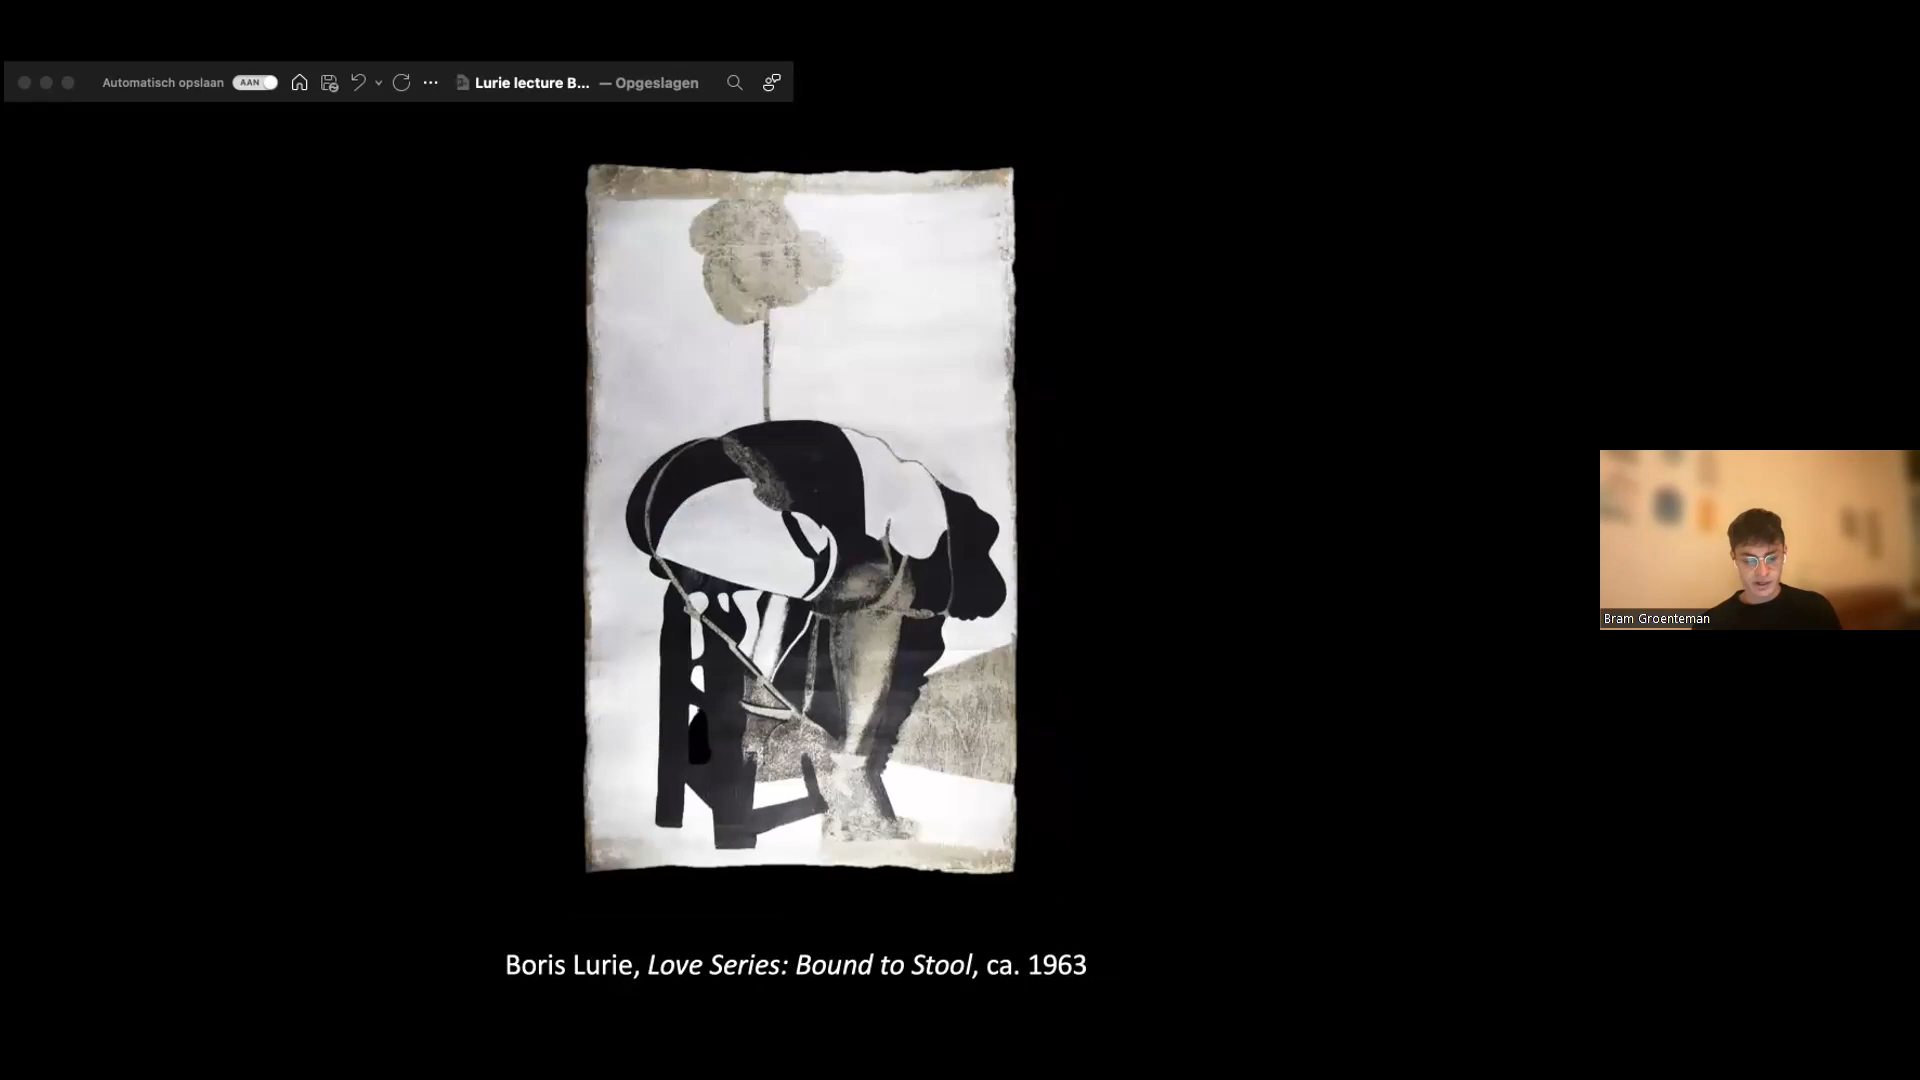 Automatisch opslaan AAN Lurie lecture B... — Opgeslagen
Bram Groenteman
Boris Lurie, Love Series: Bound to Stool, ca. 1963